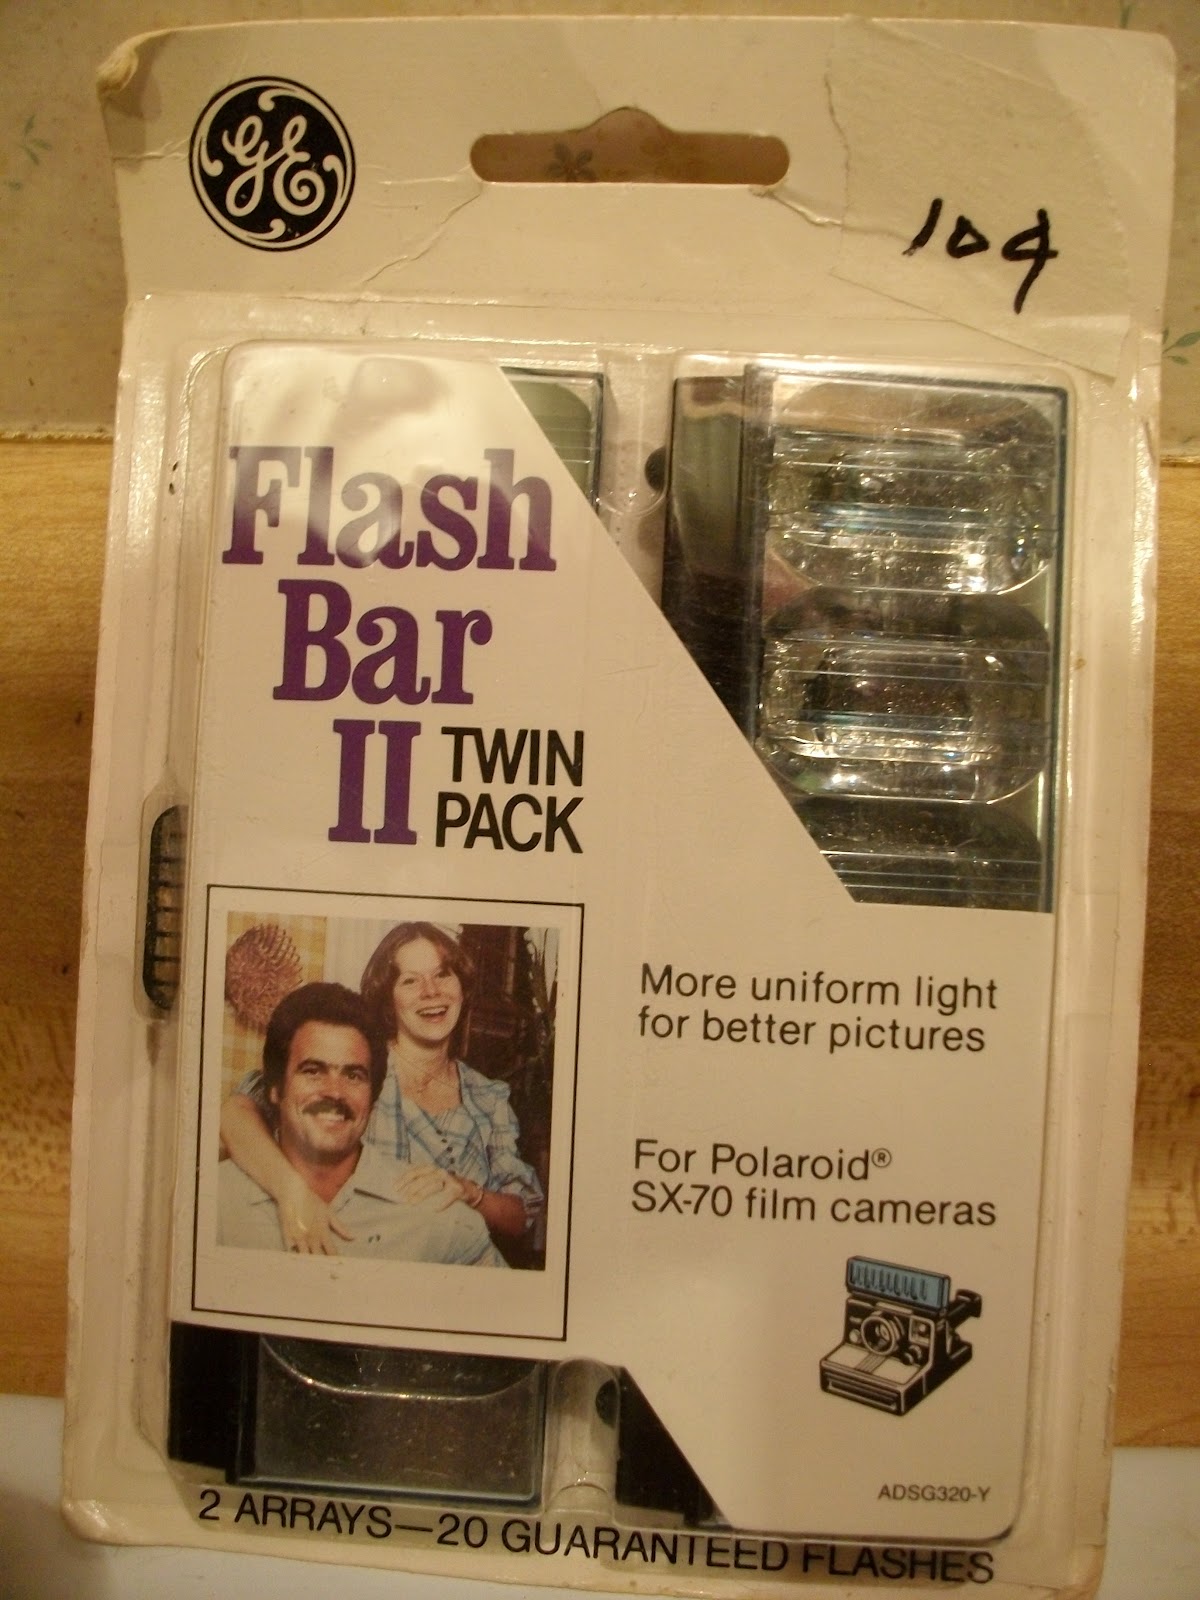 GE
104
Flash
Bar
II TWIN
PACK
More uniform light
for better pictures
For Polaroid®
SX-70 film cameras
ADSG320-Y
2 ARRAYS—20 GUARANTEED FLASHES